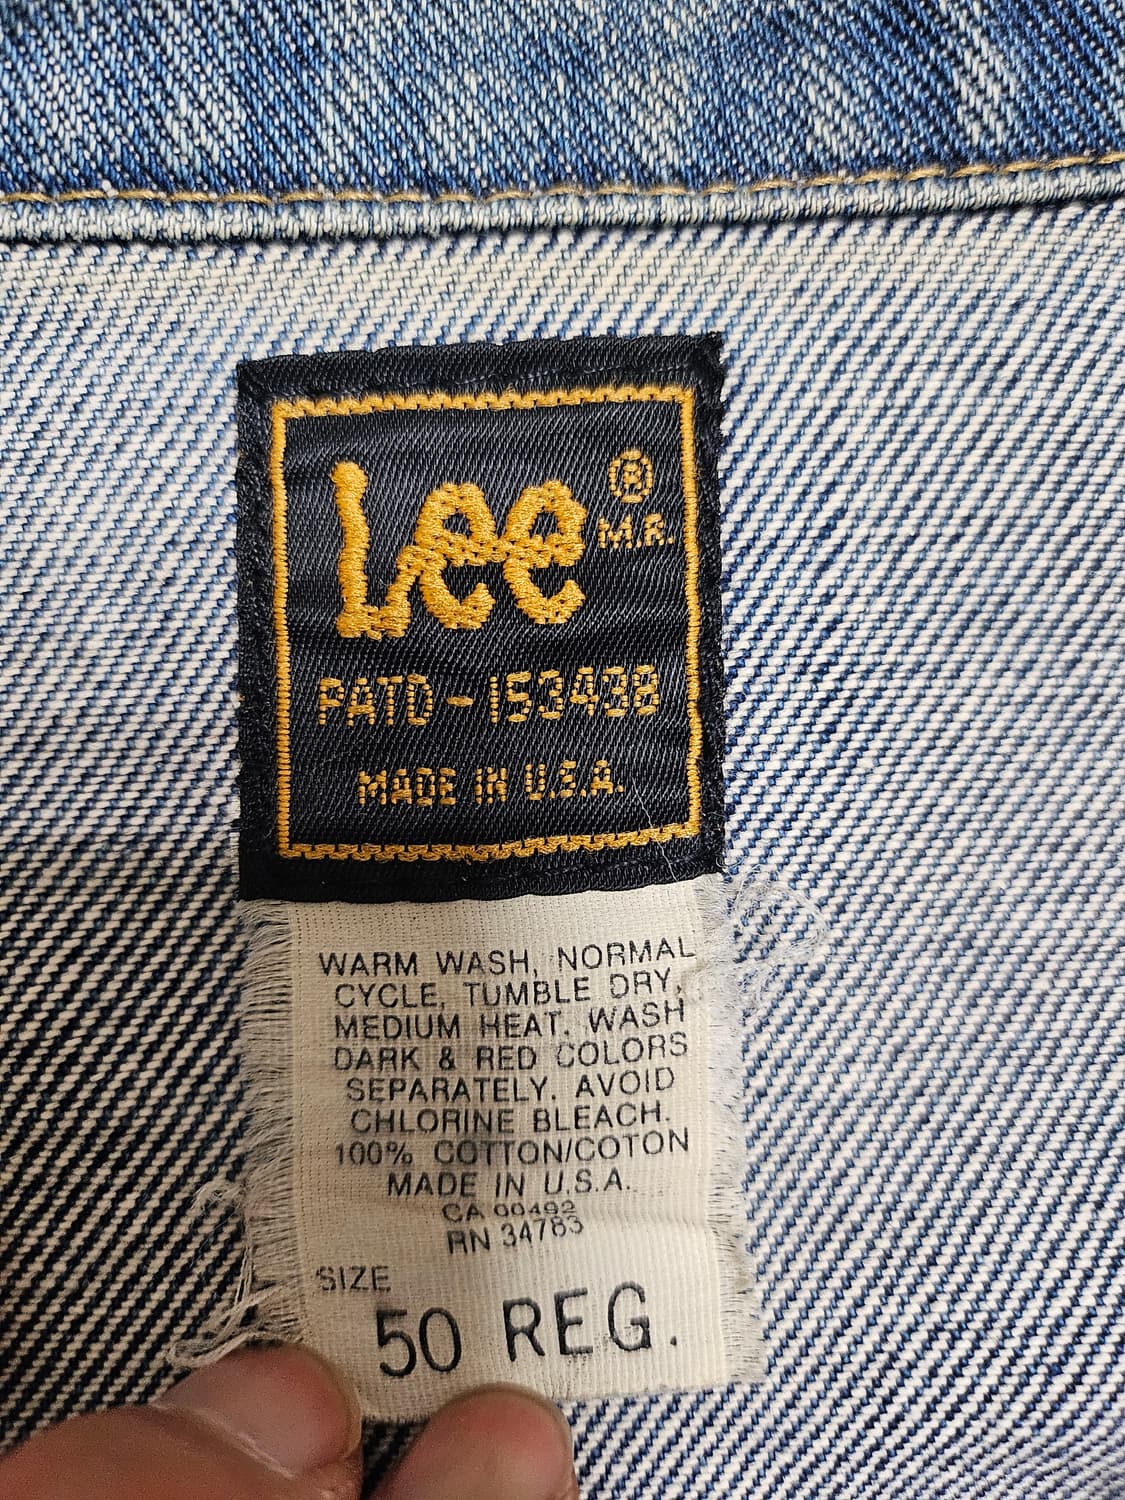 Lee ®
M.R.
PATD-153438
MADE IN U.S.A.
WARM WASH, NORMAL
CYCLE, TUMBLE DRY,
MEDIUM HEAT. WASH
DARK & RED COLORS
SEPARATELY. AVOID
CHLORINE BLEACH.
100% COTTON/COTON
MADE IN U.S.A.
CA 00492
RN 34783
SIZE
50 REG.